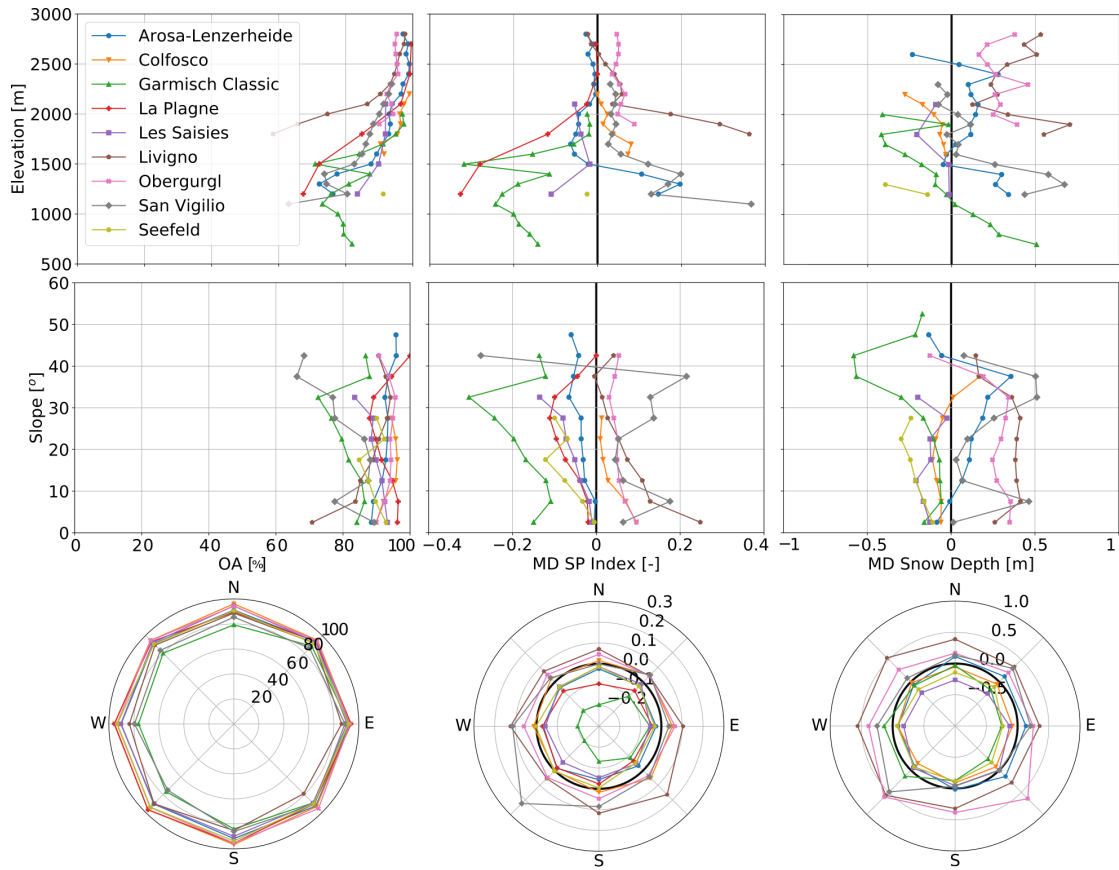 3000
2500
2000
1500
1000
500
Elevation [m]
Arosa-Lenzerheide
Colfosco
Garmisch Classic
La Plagne
Les Saisies
Livigno
Obergurgl
San Vigilio
Seefeld
60
50
40
30
20
10
0
Slope [°]
0 20 40 60 80 100
OA [%]
−0.4 −0.2 0 0.2 0.4
MD SP Index [-]
−1 −0.5 0 0.5 1
MD Snow Depth [m]
N
E
S
W
20
40
60
80
100
N
E
S
W
−0.2
−0.1
0.0
0.1
0.2
0.3
N
E
S
W
−0.5
0.0
0.5
1.0